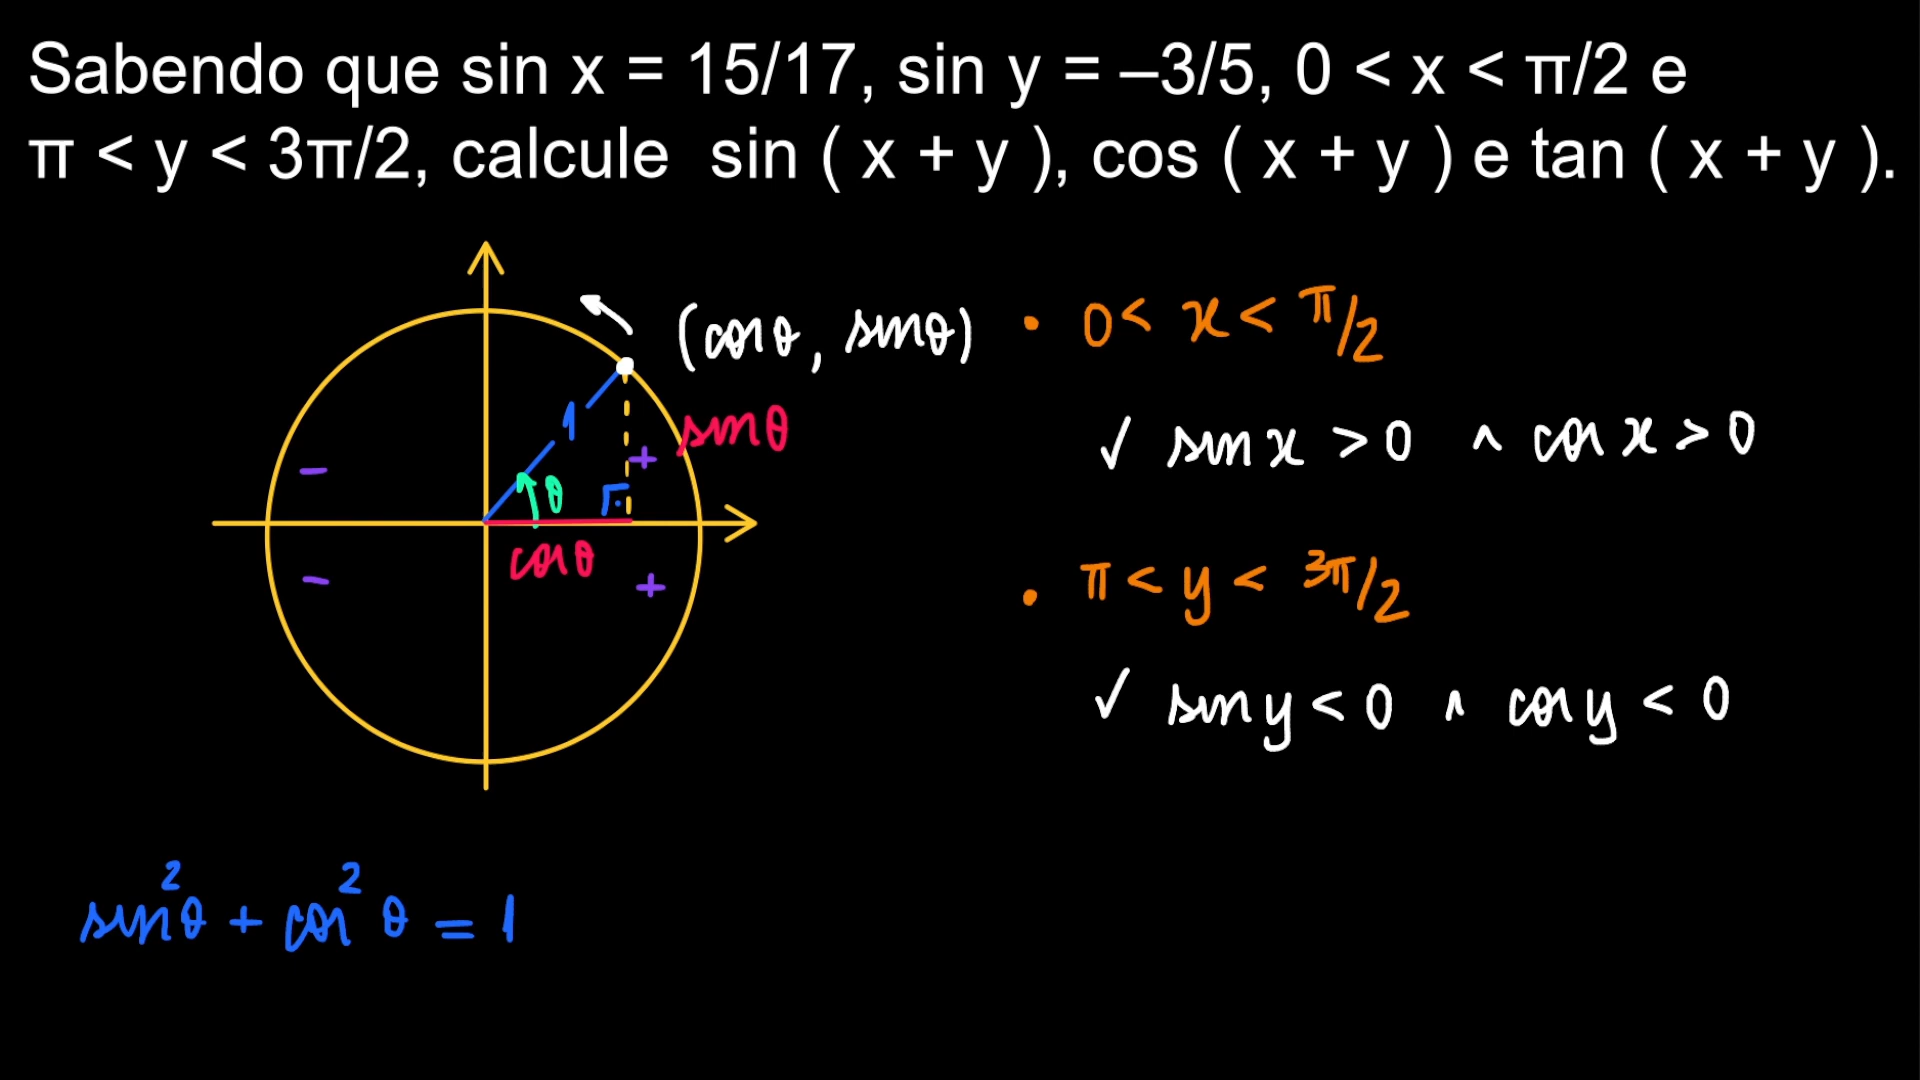 Sabendo que sin x = 15/17, sin y = –3/5, 0 < x < π/2 e
π < y < 3π/2, calcule sin ( x + y ), cos ( x + y ) e tan ( x + y ).
(cos θ, sin θ)
1
sin θ
θ
cos θ
–
+
–
+
• 0 < x < π/2
✓ sin x > 0 ∧ cos x > 0
• π < y < 3π/2
✓ sin y < 0 ∧ cos y < 0
sin²θ + cos²θ = 1